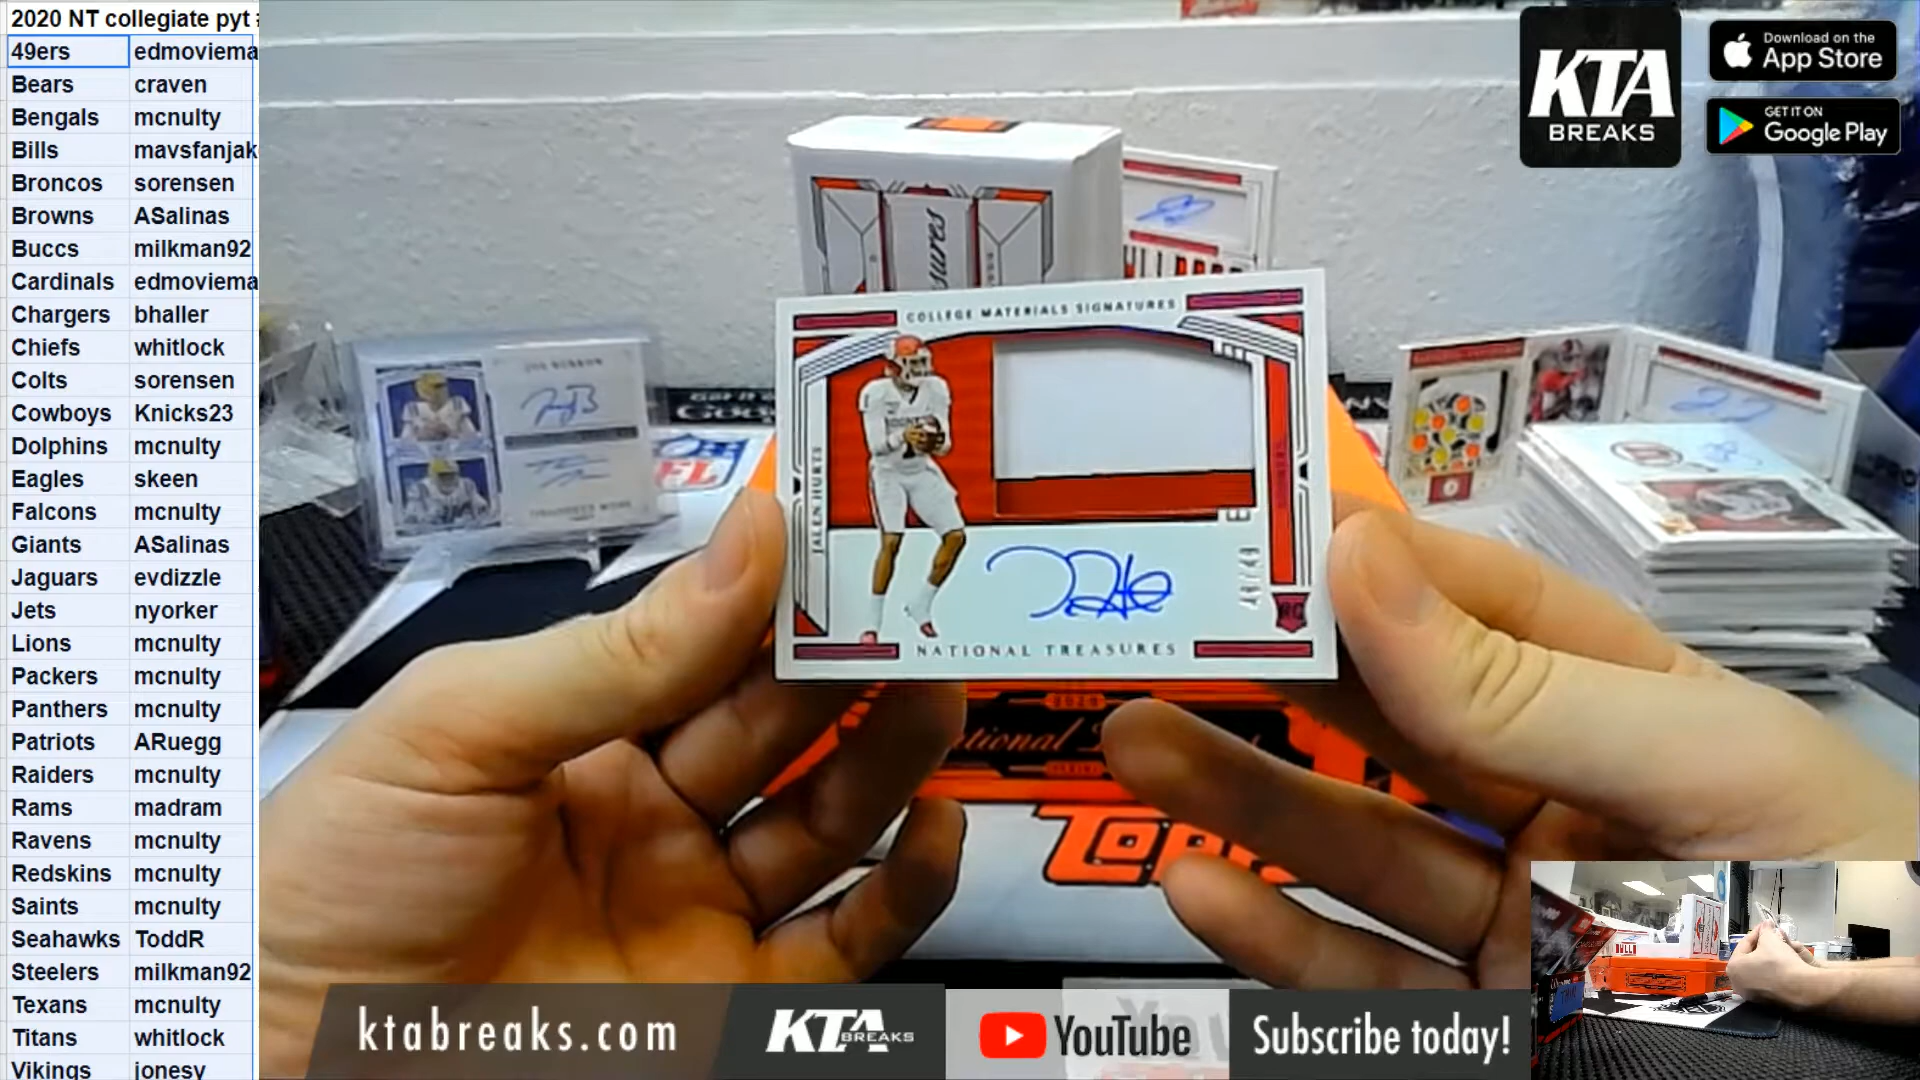 2020 NT collegiate pyt
49ers edmoviema
Bears craven
Bengals mcnulty
Bills mavsfanjak
Broncos sorensen
Browns ASalinas
Buccs milkman92
Cardinals edmoviema
Chargers bhaller
Chiefs whitlock
Colts sorensen
Cowboys Knicks23
Dolphins mcnulty
Eagles skeen
Falcons mcnulty
Giants ASalinas
Jaguars evdizzle
Jets nyorker
Lions mcnulty
Packers mcnulty
Panthers mcnulty
Patriots ARuegg
Raiders mcnulty
Rams madram
Ravens mcnulty
Redskins mcnulty
Saints mcnulty
Seahawks ToddR
Steelers milkman92
Texans mcnulty
Titans whitlock
Vikings jonesy
KTA
BREAKS
Download on the
App Store
GET IT ON
Google Play
COLLEGE MATERIALS SIGNATURES
JALEN HURTS
RC
NATIONAL TREASURES
2020
ktabreaks.com
KTA BREAKS
YouTube
Subscribe today!